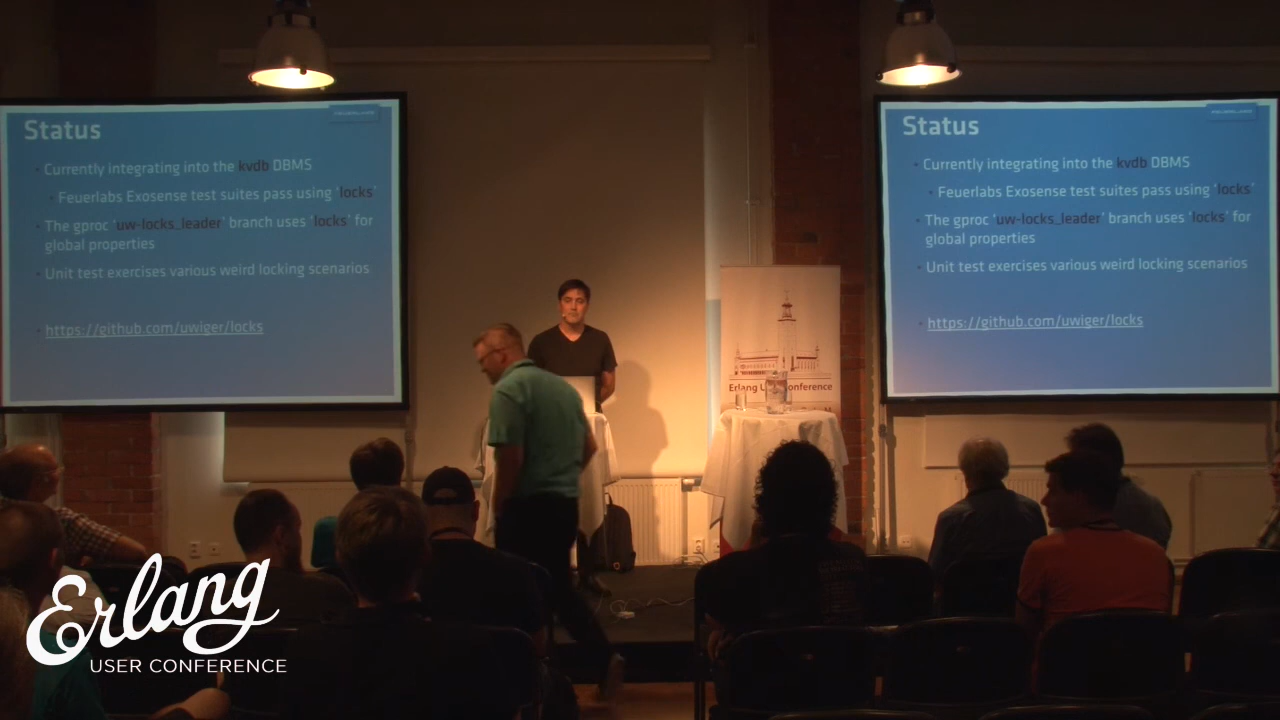 Status
Currently integrating into the kvdb DBMS
Feuerlabs Exosense test suites pass using 'locks'
The gproc 'uw-locks_leader' branch uses 'locks' for
global properties
Unit test exercises various weird locking scenarios
https://github.com/uwiger/locks
Status
Currently integrating into the kvdb DBMS
Feuerlabs Exosense test suites pass using 'locks'
The gproc 'uw-locks_leader' branch uses 'locks' for
global properties
Unit test exercises various weird locking scenarios
https://github.com/uwiger/locks
Erlang U onference
Erlang
USER CONFERENCE